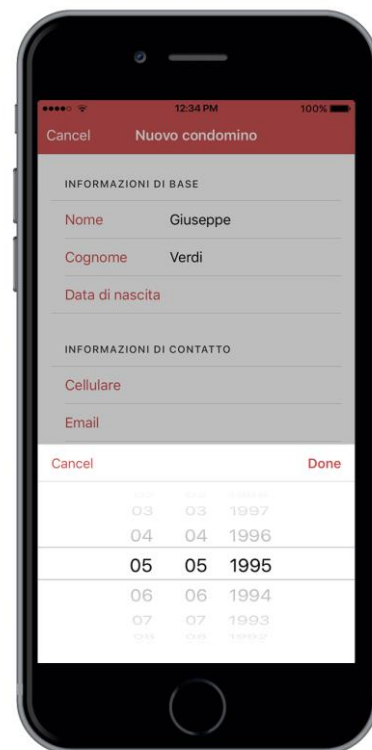 12:34 PM 100%
Cancel Nuovo condomino
INFORMAZIONI DI BASE
Nome Giuseppe
Cognome Verdi
Data di nascita
INFORMAZIONI DI CONTATTO
Cellulare
Email
Cancel Done
03 03 1997
04 04 1996
05 05 1995
06 06 1994
07 07 1993